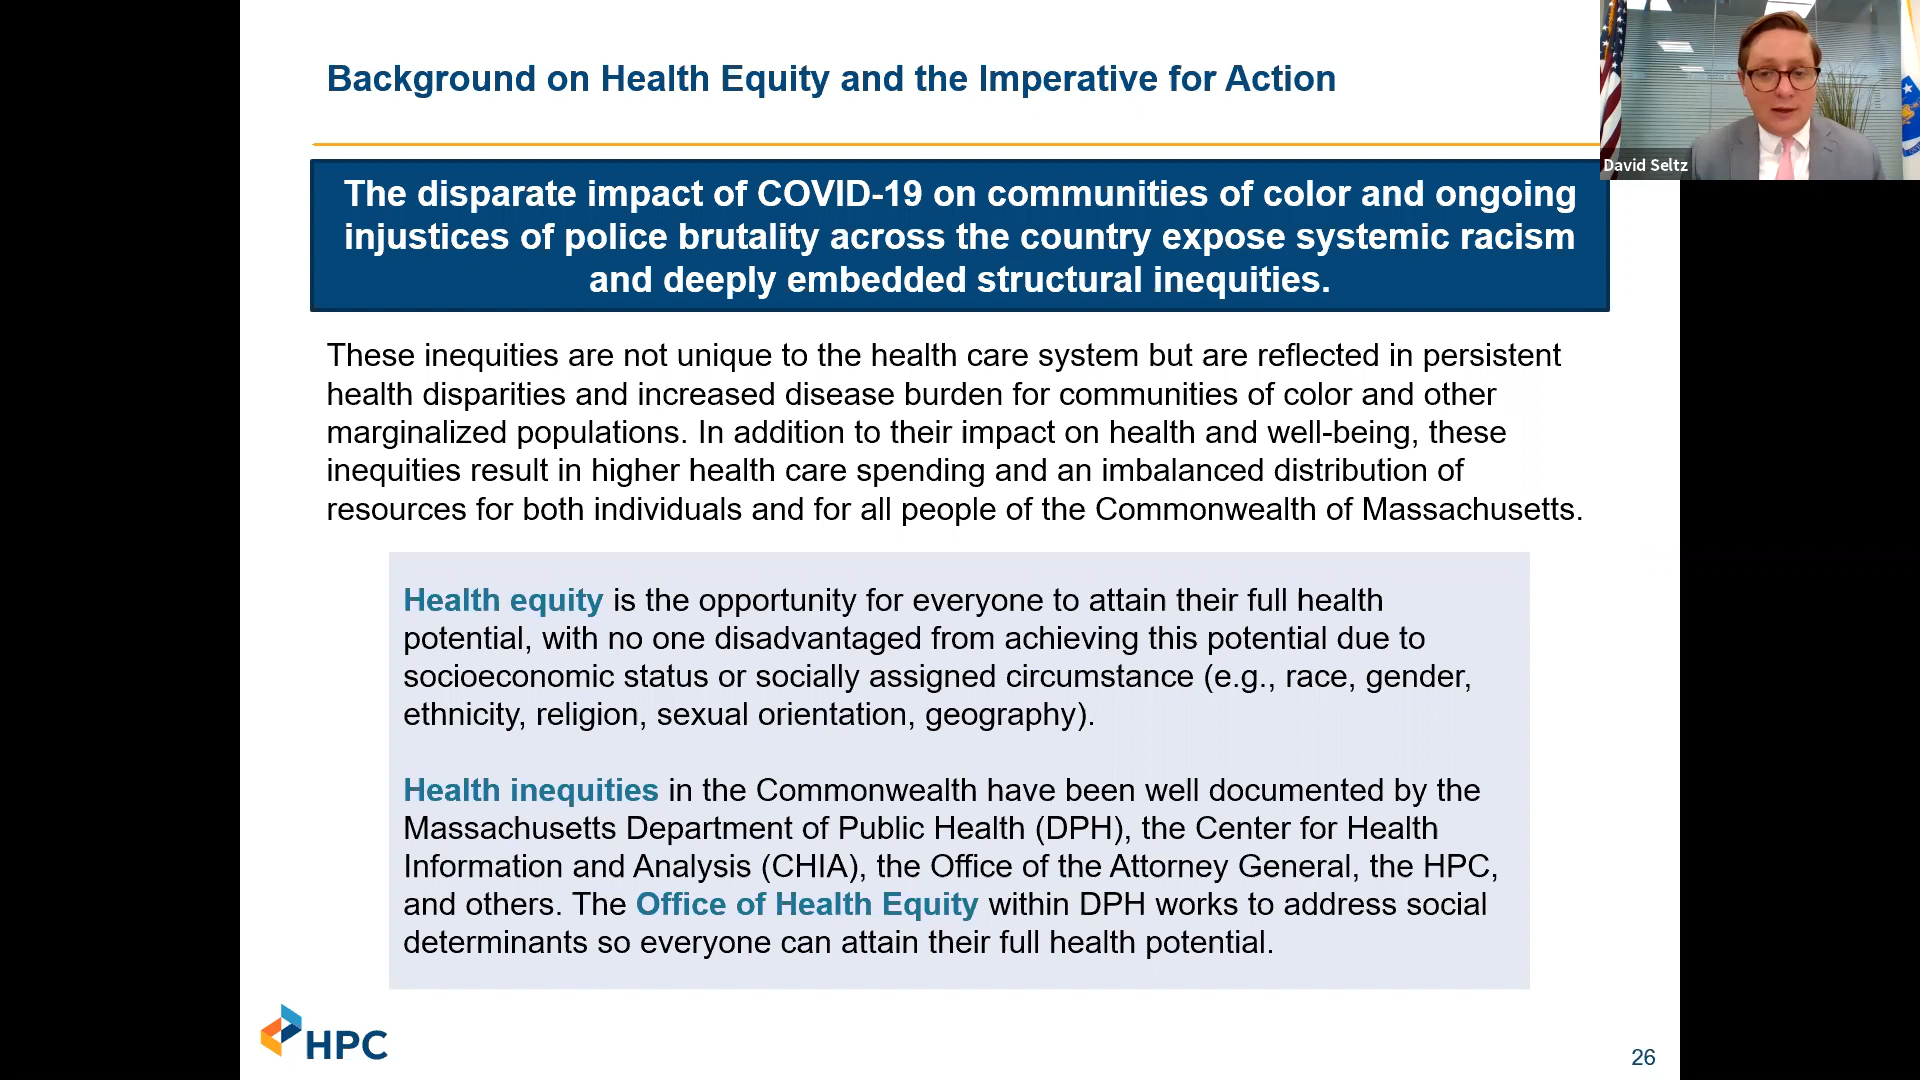 Background on Health Equity and the Imperative for Action
David Seltz
The disparate impact of COVID-19 on communities of color and ongoing
injustices of police brutality across the country expose systemic racism
and deeply embedded structural inequities.
These inequities are not unique to the health care system but are reflected in persistent
health disparities and increased disease burden for communities of color and other
marginalized populations. In addition to their impact on health and well-being, these
inequities result in higher health care spending and an imbalanced distribution of
resources for both individuals and for all people of the Commonwealth of Massachusetts.
Health equity is the opportunity for everyone to attain their full health
potential, with no one disadvantaged from achieving this potential due to
socioeconomic status or socially assigned circumstance (e.g., race, gender,
ethnicity, religion, sexual orientation, geography).
Health inequities in the Commonwealth have been well documented by the
Massachusetts Department of Public Health (DPH), the Center for Health
Information and Analysis (CHIA), the Office of the Attorney General, the HPC,
and others. The Office of Health Equity within DPH works to address social
determinants so everyone can attain their full health potential.
HPC
26